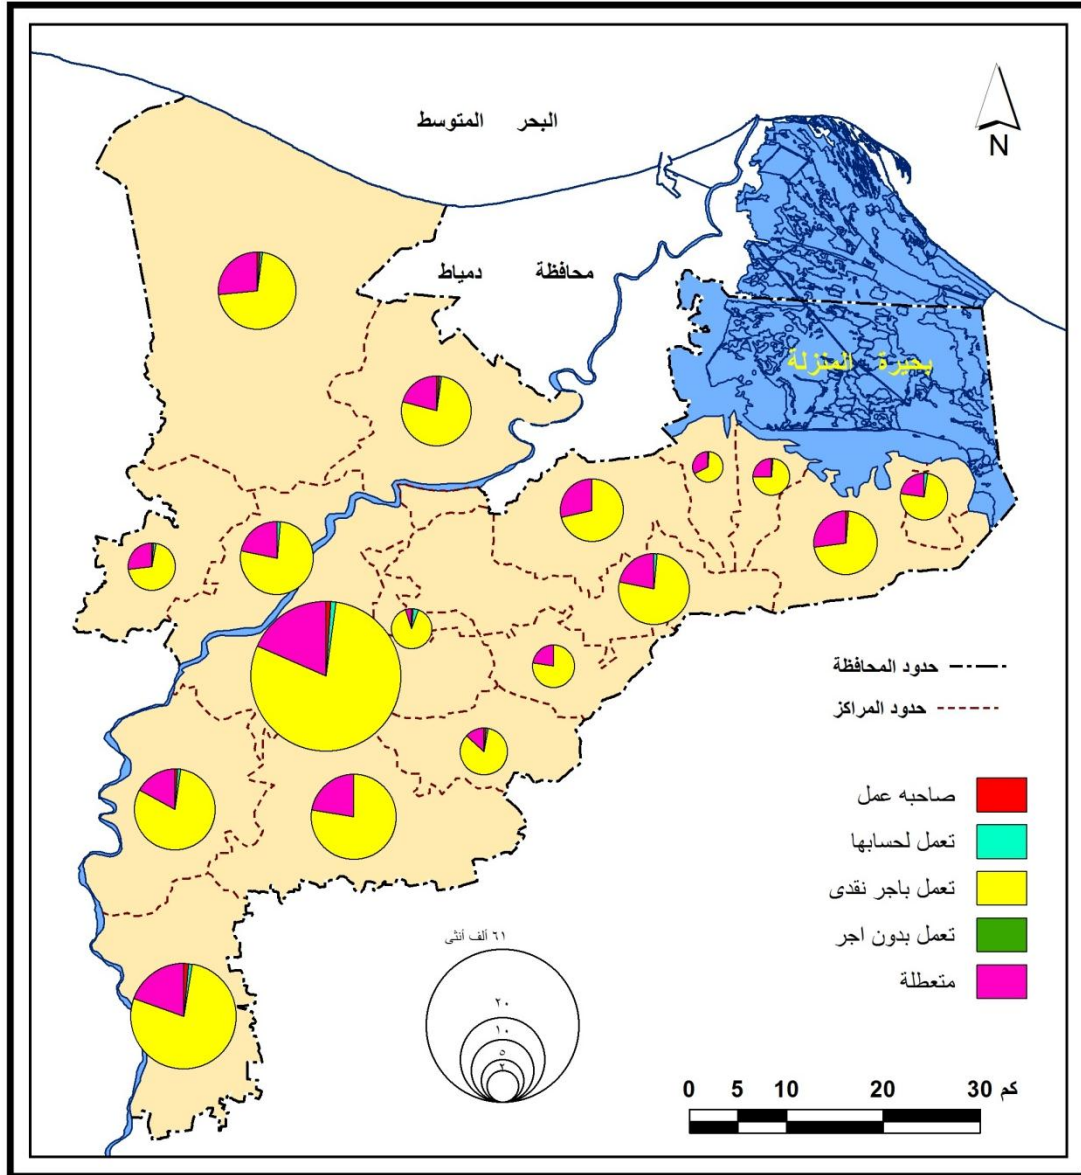 البحر المتوسط
N
محافظة دمياط
بحيرة المنزلة
حدود المحافظة
حدود المراكز
صاحبه عمل
تعمل لحسابها
تعمل باجر نقدى
تعمل بدون اجر
متعطلة
٦١ ألف أنثى
٢٠
١٠
٥
٢
0 5 10 20 30 كم